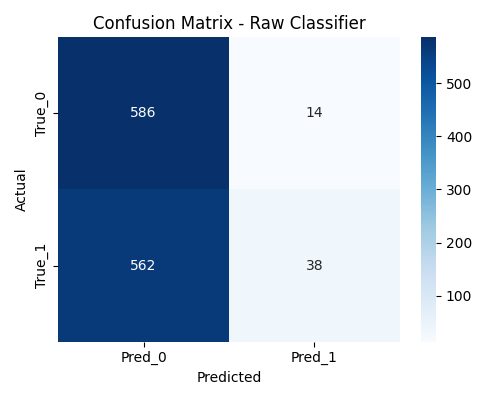 Confusion Matrix - Raw Classifier
Actual
True_0
True_1
586
14
562
38
Pred_0
Pred_1
Predicted
500
400
300
200
100